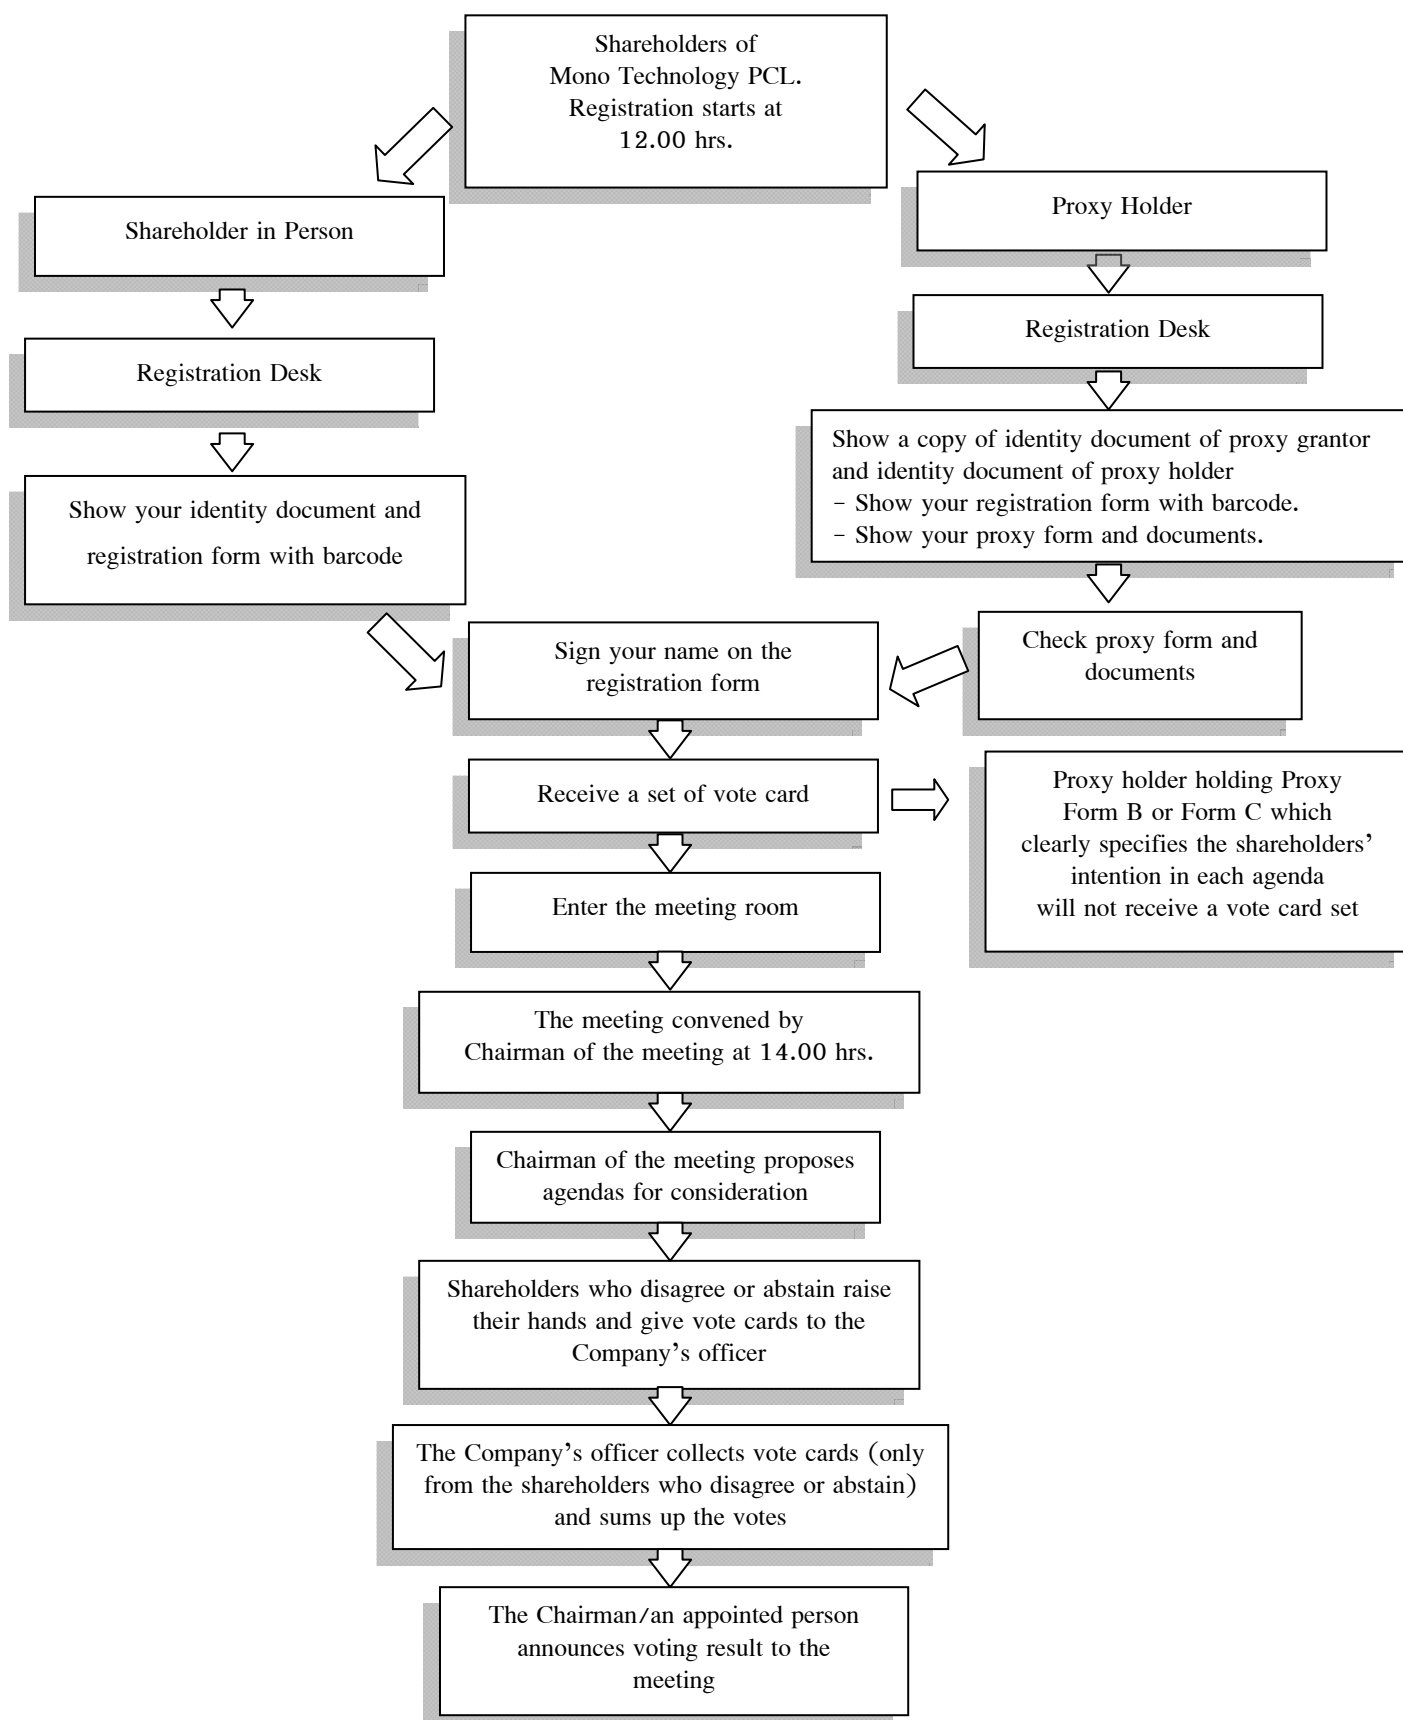 Shareholders of
Mono Technology PCL.
Registration starts at
12.00 hrs.
Shareholder in Person
Proxy Holder
Registration Desk
Registration Desk
Show your identity document and
registration form with barcode
Show a copy of identity document of proxy grantor
and identity document of proxy holder
- Show your registration form with barcode.
- Show your proxy form and documents.
Check proxy form and
documents
Sign your name on the
registration form
Receive a set of vote card
Proxy holder holding Proxy
Form B or Form C which
clearly specifies the shareholders'
intention in each agenda
will not receive a vote card set
Enter the meeting room
The meeting convened by
Chairman of the meeting at 14.00 hrs.
Chairman of the meeting proposes
agendas for consideration
Shareholders who disagree or abstain raise
their hands and give vote cards to the
Company's officer
The Company's officer collects vote cards (only
from the shareholders who disagree or abstain)
and sums up the votes
The Chairman/an appointed person
announces voting result to the
meeting